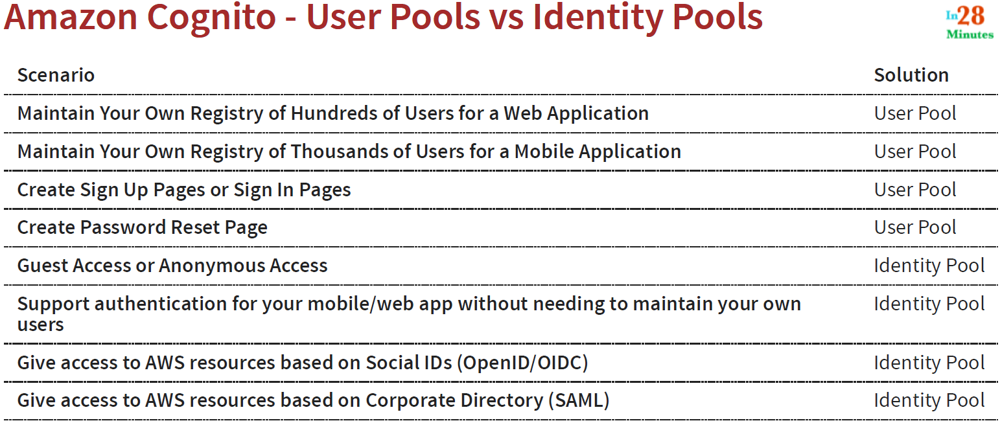 Amazon Cognito - User Pools vs Identity Pools
In28
Minutes
Scenario Solution
Maintain Your Own Registry of Hundreds of Users for a Web Application User Pool
Maintain Your Own Registry of Thousands of Users for a Mobile Application User Pool
Create Sign Up Pages or Sign In Pages User Pool
Create Password Reset Page User Pool
Guest Access or Anonymous Access Identity Pool
Support authentication for your mobile/web app without needing to maintain your own Identity Pool
users
Give access to AWS resources based on Social IDs (OpenID/OIDC) Identity Pool
Give access to AWS resources based on Corporate Directory (SAML) Identity Pool